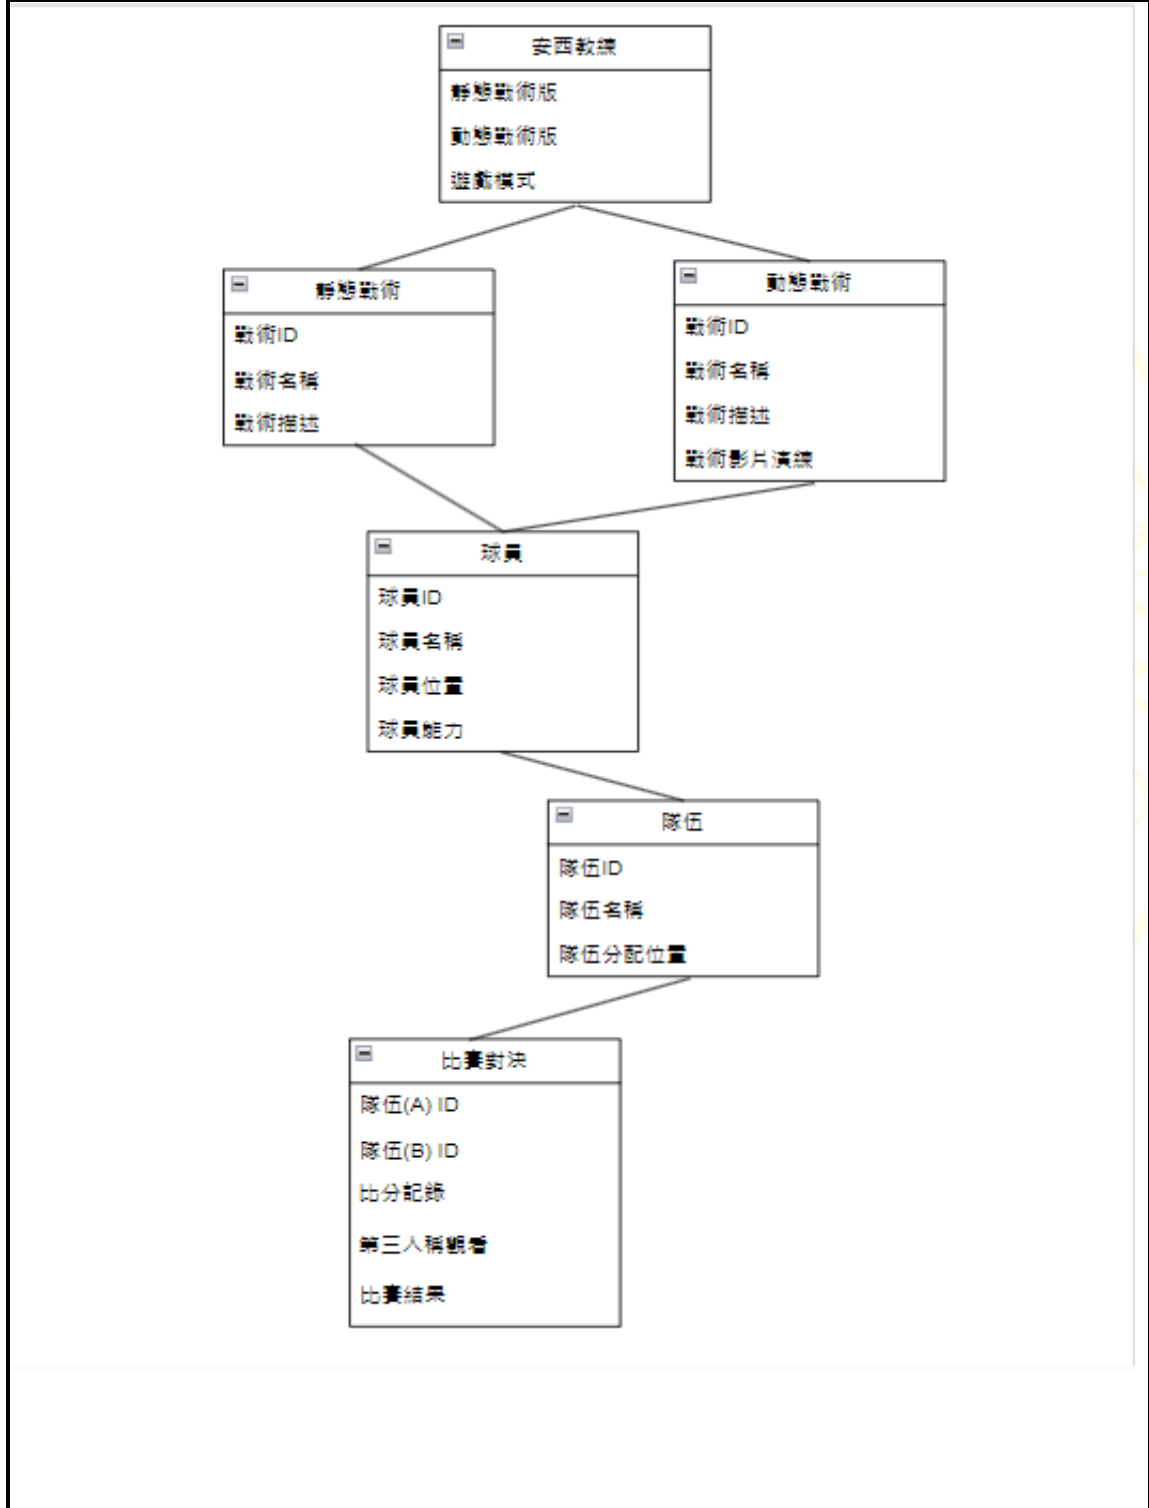 安西教練
靜態戰術版
動態戰術版
遊戲模式
靜態戰術
戰術ID
戰術名稱
戰術描述
動態戰術
戰術ID
戰術名稱
戰術描述
戰術影片演練
球員
球員ID
球員名稱
球員位置
球員能力
隊伍
隊伍ID
隊伍名稱
隊伍分配位置
比賽對決
隊伍(A) ID
隊伍(B) ID
比分記錄
第三人稱觀看
比賽結果